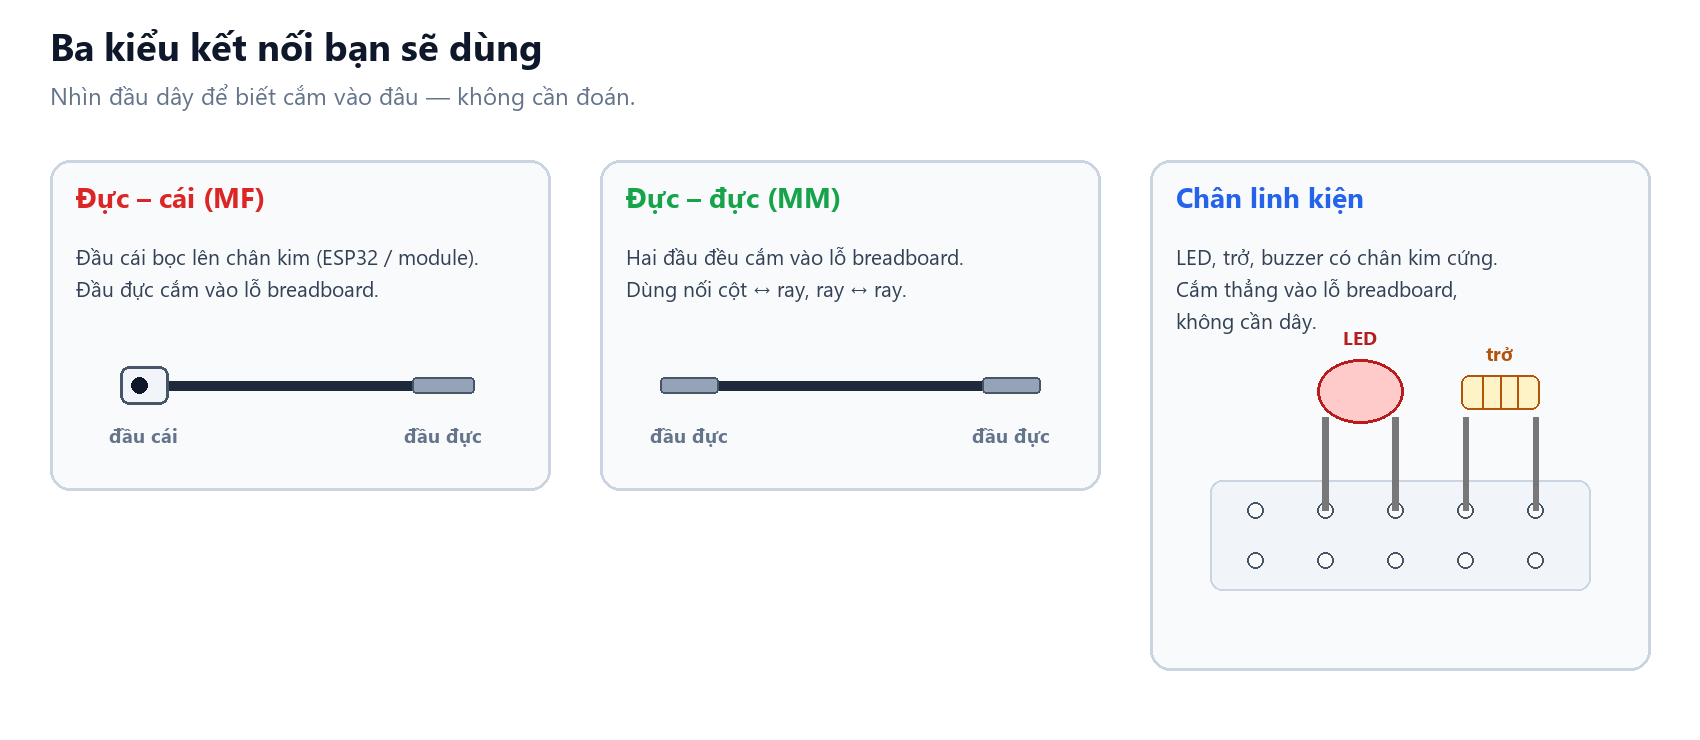 Ba kiểu kết nối bạn sẽ dùng
Nhìn đầu dây để biết cắm vào đâu — không cần đoán.
Đực – cái (MF)
Đầu cái bọc lên chân kim (ESP32 / module).
Đầu đực cắm vào lỗ breadboard.
đầu cái
đầu đực
Đực – đực (MM)
Hai đầu đều cắm vào lỗ breadboard.
Dùng nối cột ↔ ray, ray ↔ ray.
đầu đực
đầu đực
Chân linh kiện
LED, trở, buzzer có chân kim cứng.
Cắm thẳng vào lỗ breadboard,
không cần dây.
LED
trở